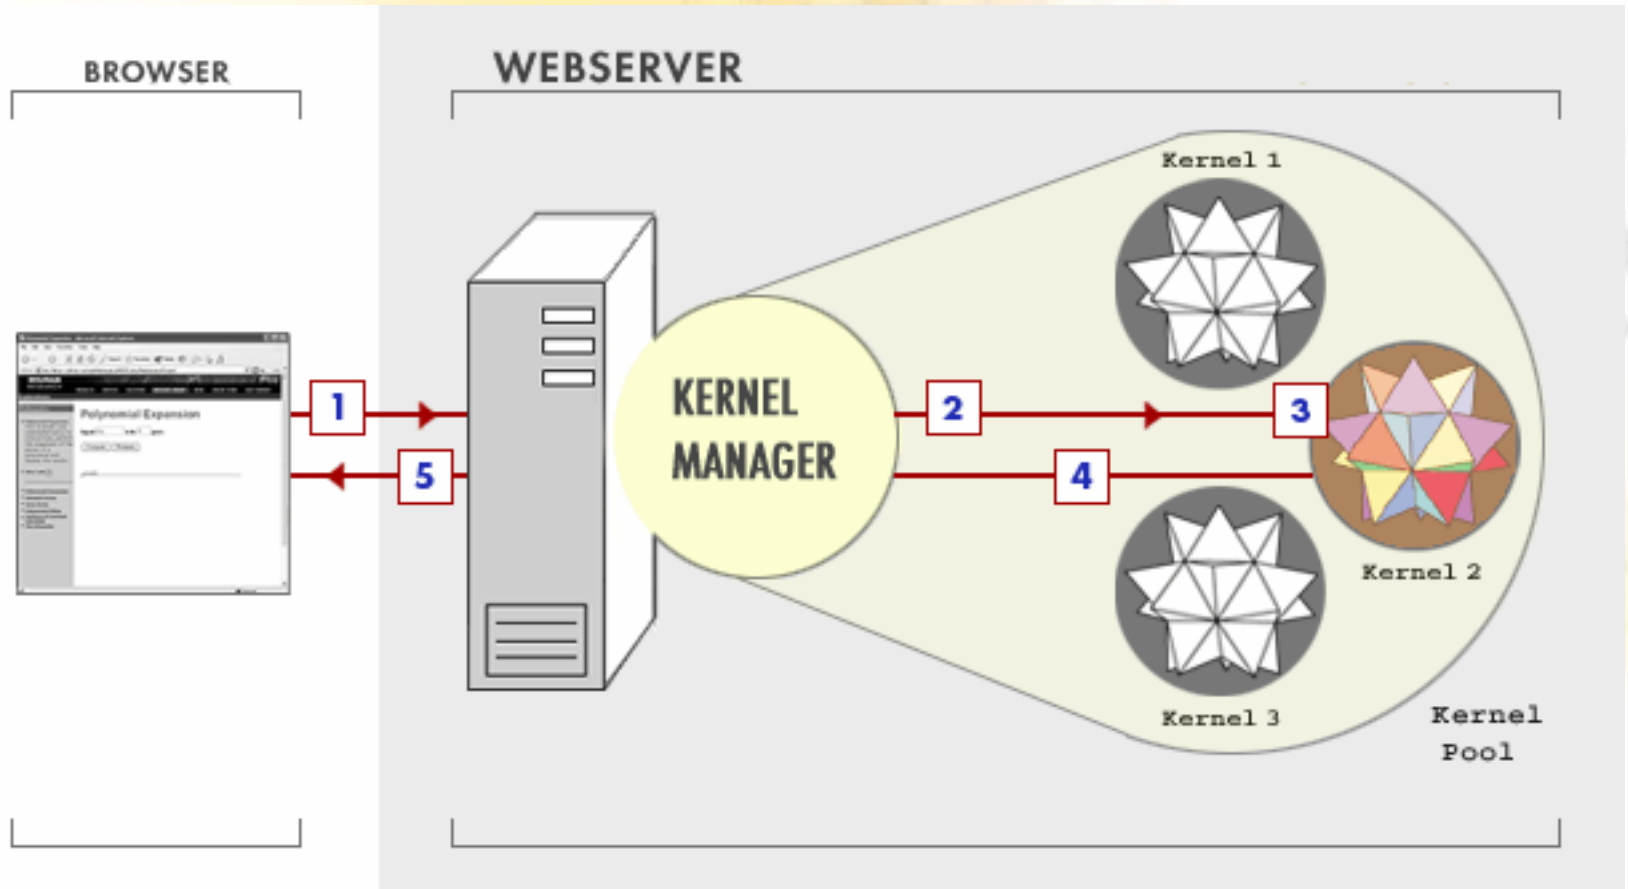 BROWSER
WEBSERVER
Kernel 1
Polynomial Expansion
1
2
3
KERNEL
MANAGER
5
4
Kernel 2
Kernel 3
Kernel
Pool